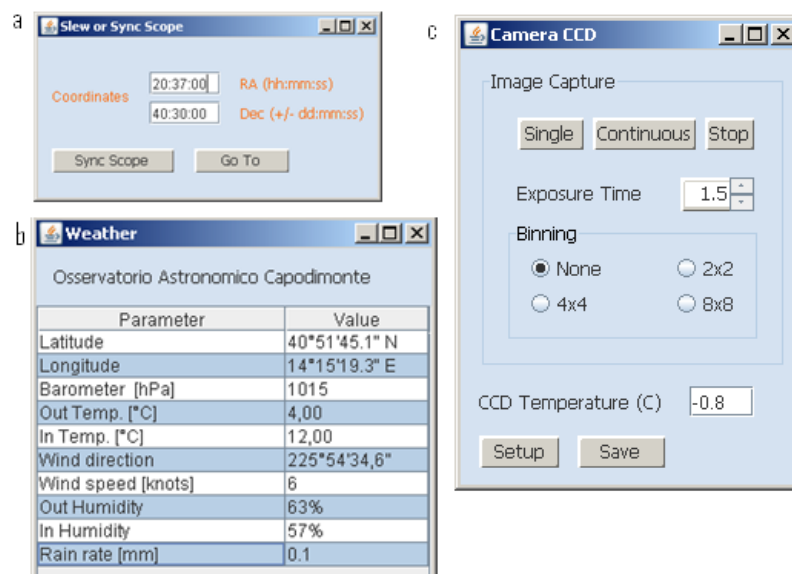 a
Slew or Sync Scope
Coordinates
20:37:00 RA (hh:mm:ss)
40:30:00 Dec (+/- dd:mm:ss)
Sync Scope Go To
b
Weather
Osservatorio Astronomico Capodimonte
Parameter Value
Latitude 40°51'45.1" N
Longitude 14°15'19.3" E
Barometer [hPa] 1015
Out Temp. [°C] 4,00
In Temp. [°C] 12,00
Wind direction 225°54'34,6"
Wind speed [knots] 6
Out Humidity 63%
In Humidity 57%
Rain rate [mm] 0.1
c
Camera CCD
Image Capture
Single Continuous Stop
Exposure Time 1.5
Binning
None 2x2
4x4 8x8
CCD Temperature (C) -0.8
Setup Save